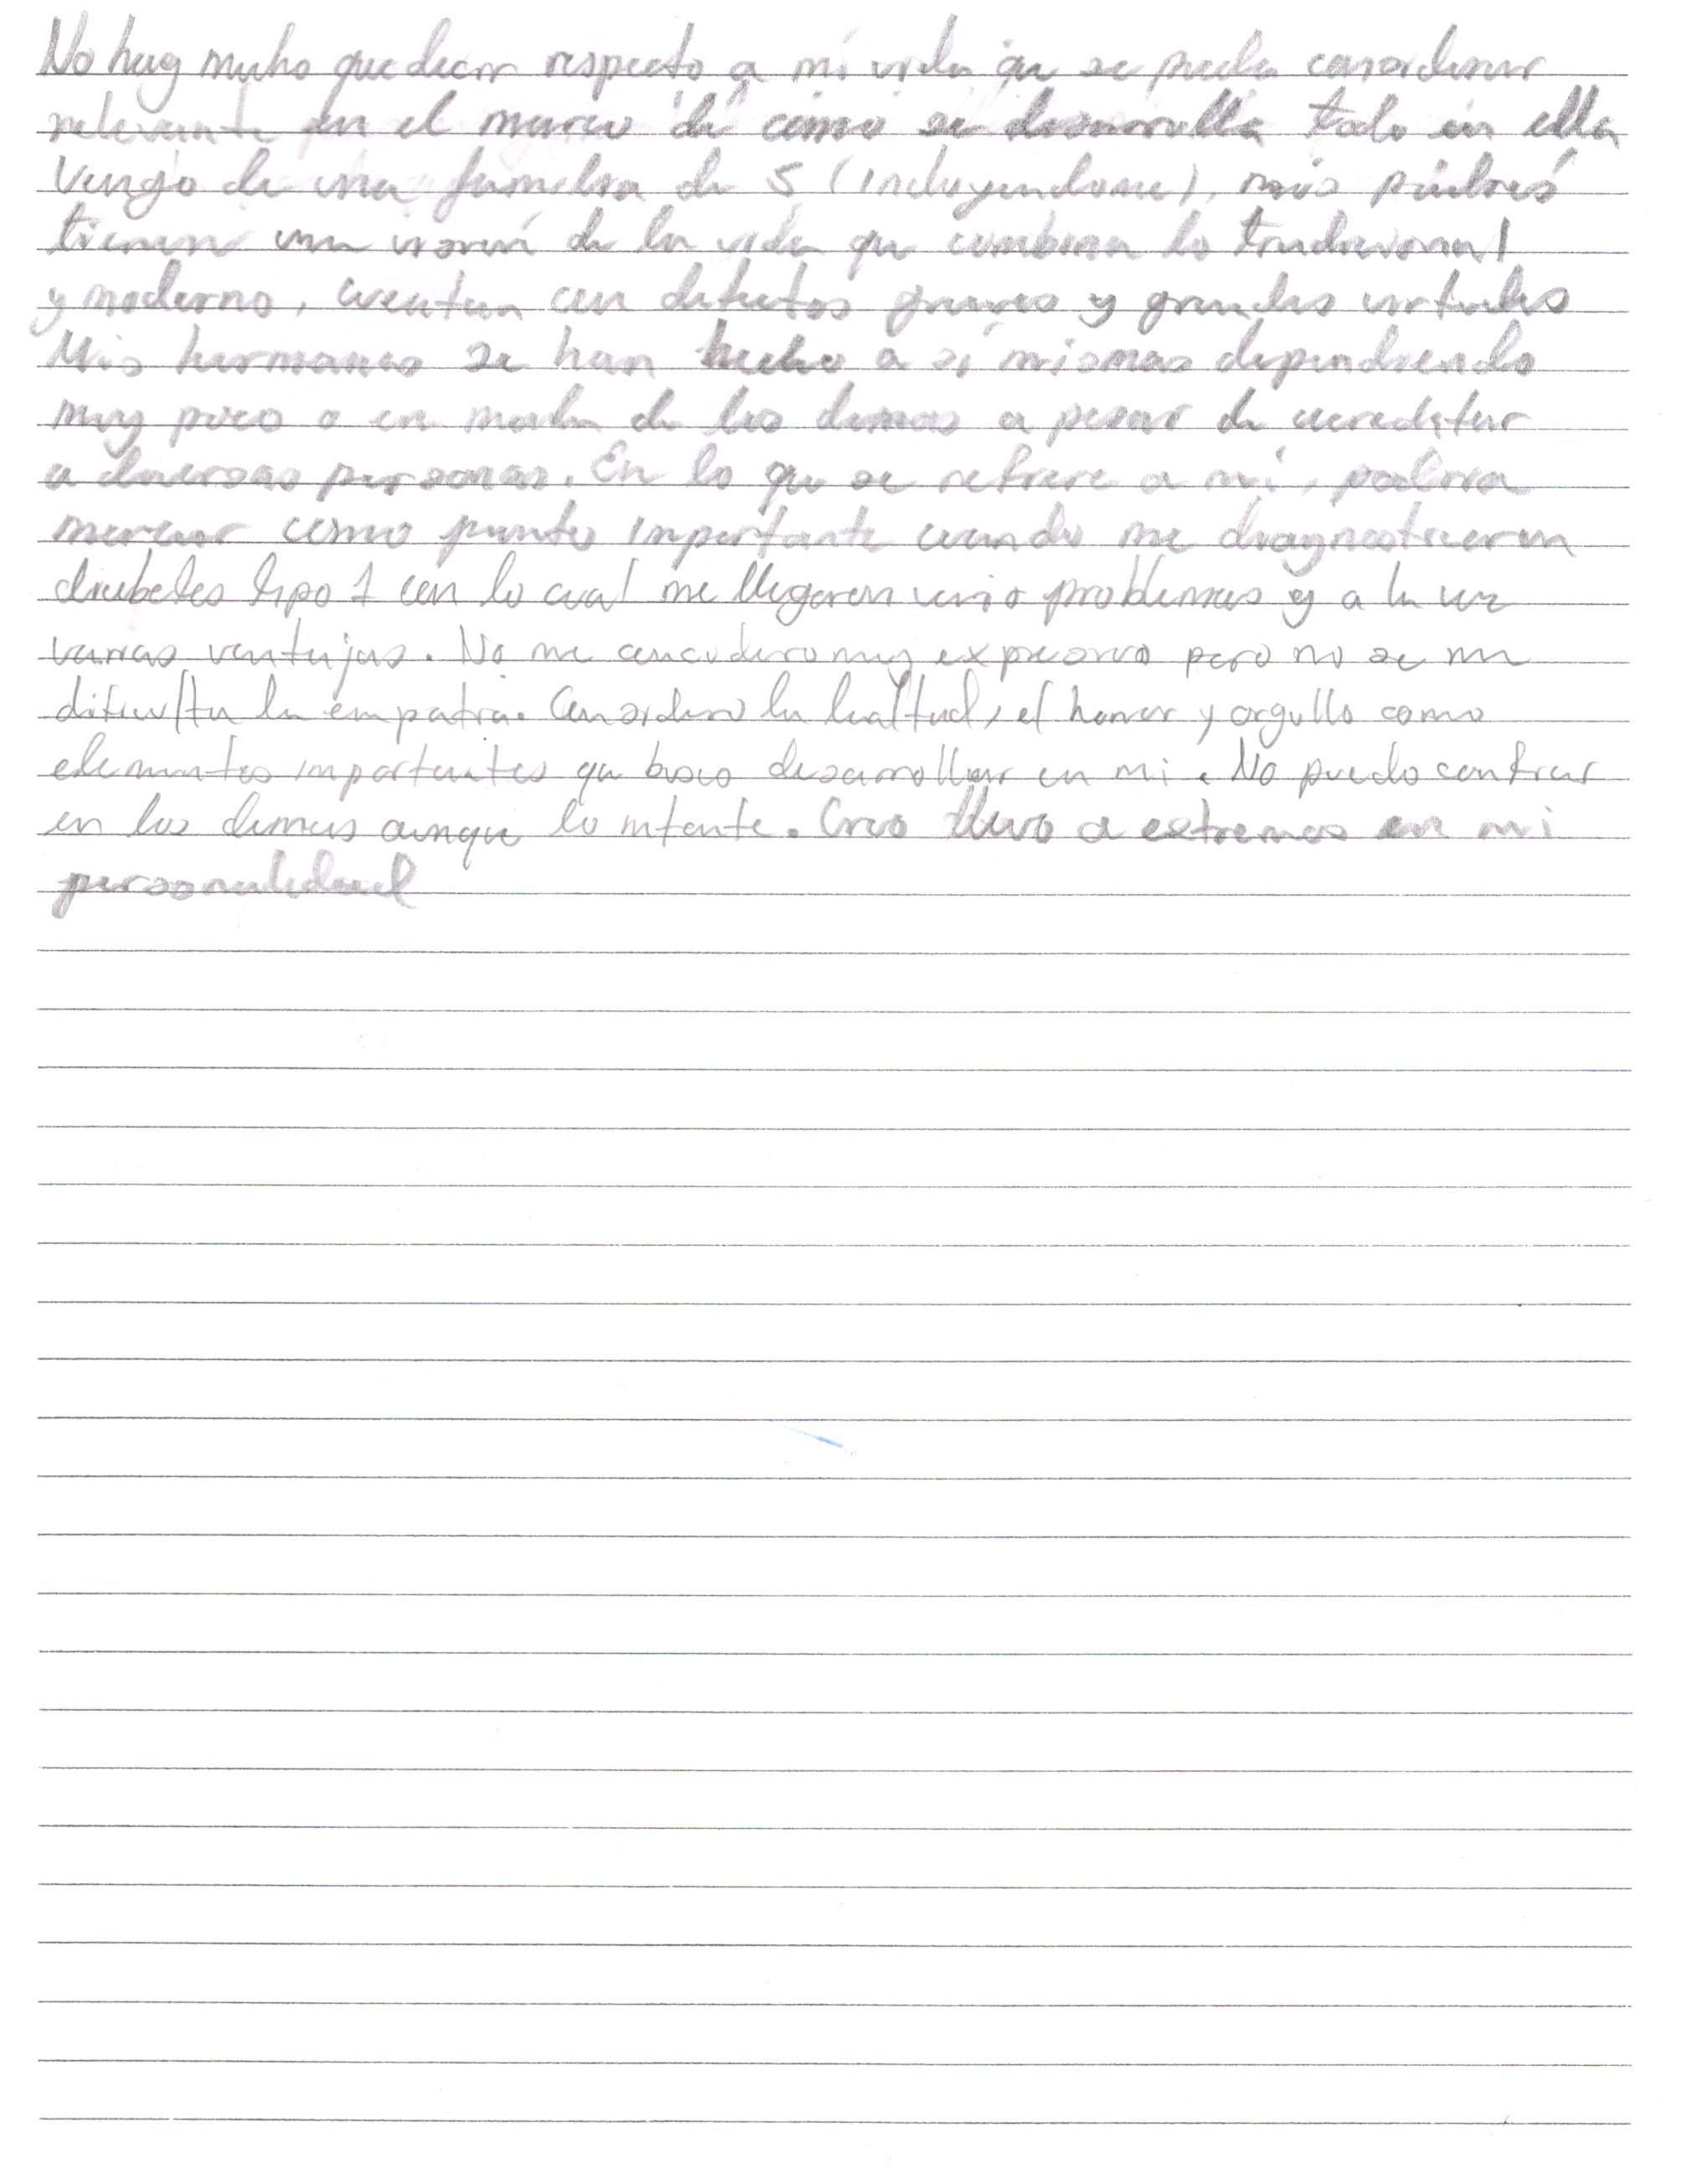 No hay mucho que decir respecto a mi vida que se pueda considerar
relevante en el marco de como se desarrolla todo en ella
Vengo de una familia de 5 (incluyendome), mis padres
tienen una visión de la vida que combina lo tradicional
y moderno, cuentan con defectos graves y grandes virtudes
Mis hermanas se han hecho a si mismas dependiendo
muy poco o en nada de los demas a pesar de acreditar
a diversas personas. En lo que se refiere a mi, podria
marcar como punto importante cuando me diagnosticaron
diabetes tipo 1 con lo cual me llegaron varios problemas y a la vez
varias ventajas. No me considero muy expresivo pero no se me
dificulta la empatia. Considero la lealtud, el honor y orgullo como
elementos importantes que busco desarrollar en mi. No puedo confiar
en los demas aunque lo intente. Creo llevo a extremos en mi
personalidad